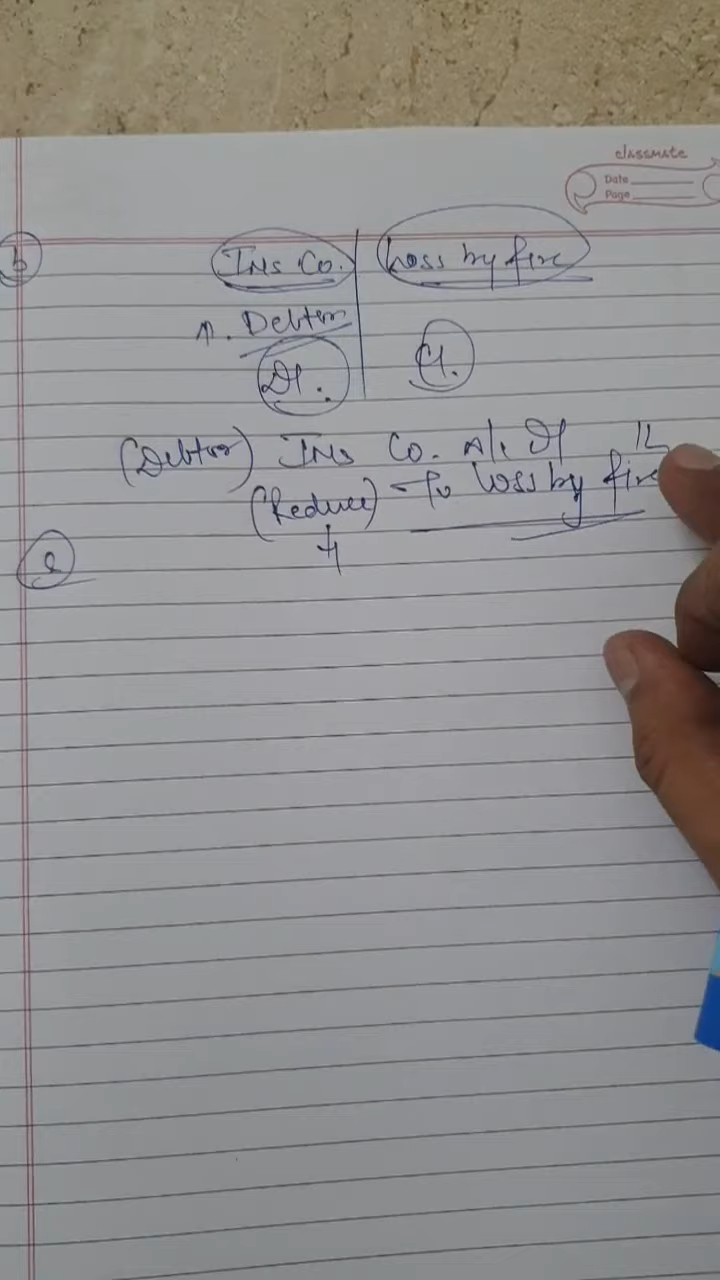 classmate
Date
Page
b
Ins Co. Loss by fire
↑. Debtor
Dr. Cr.
(Debtor) Ins Co. A/c Dr 1L
(Reduce) - To Loss by fire